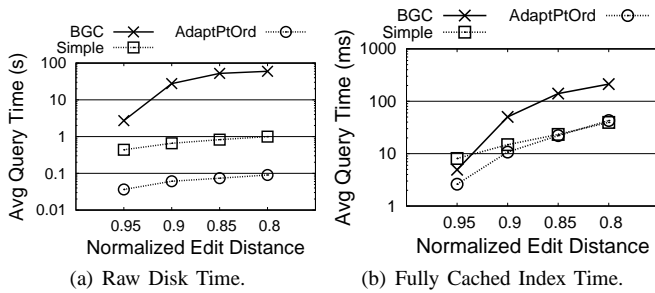 BGC
AdaptPtOrd
Simple
Avg Query Time (s)
100
10
1
0.1
0.01
0.95
0.9
0.85
0.8
Normalized Edit Distance
(a) Raw Disk Time.
BGC
AdaptPtOrd
Simple
Avg Query Time (ms)
1000
100
10
1
0.95
0.9
0.85
0.8
Normalized Edit Distance
(b) Fully Cached Index Time.